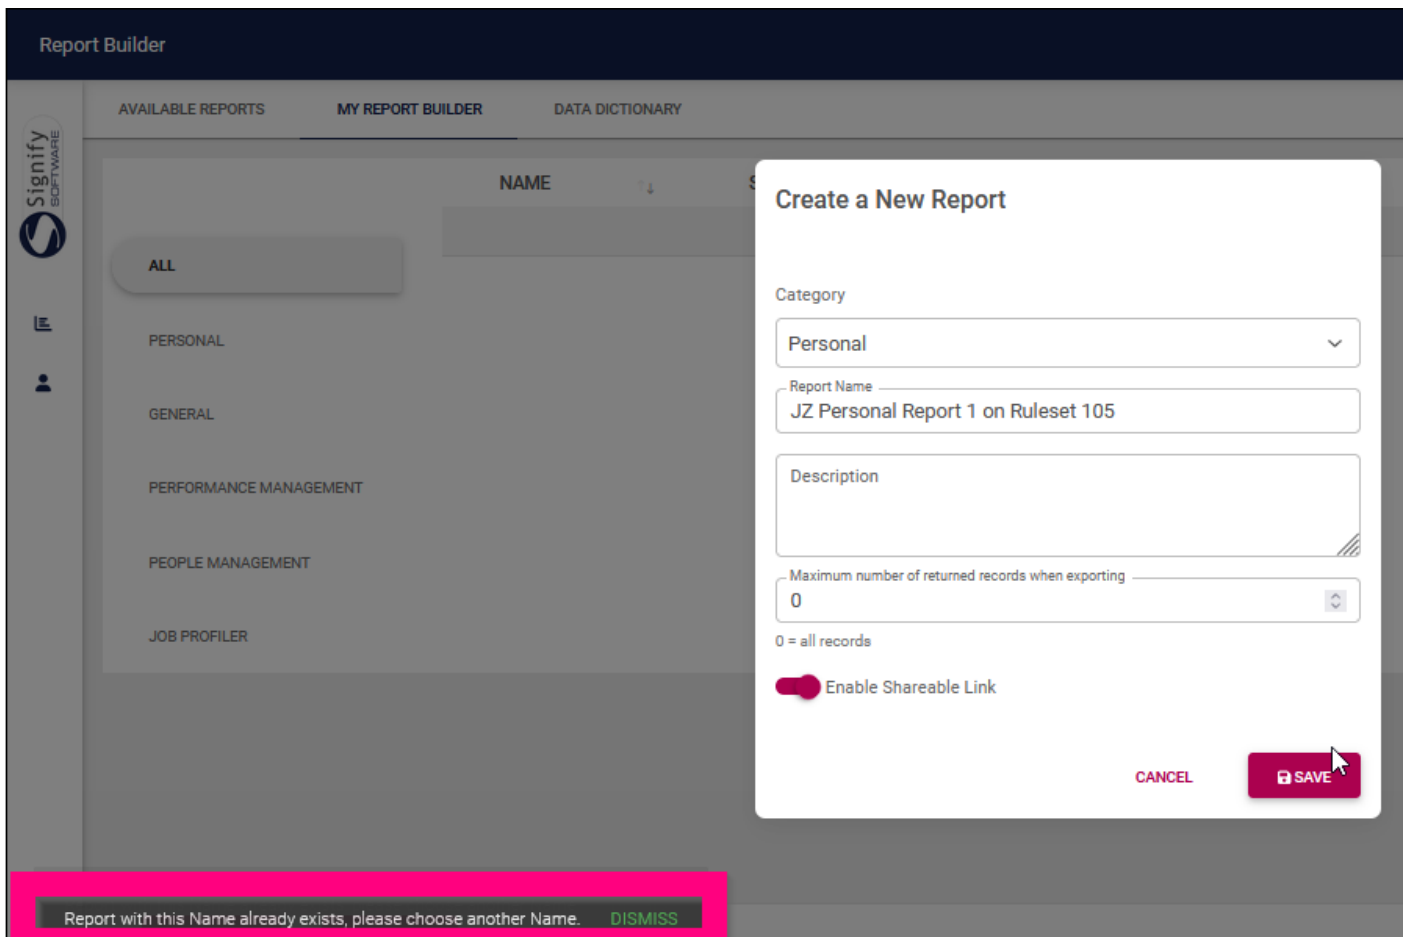 Report Builder
AVAILABLE REPORTS
MY REPORT BUILDER
DATA DICTIONARY
Signify
SOFTWARE
NAME
S
ALL
PERSONAL
GENERAL
PERFORMANCE MANAGEMENT
PEOPLE MANAGEMENT
JOB PROFILER
Create a New Report
Category
Personal
Report Name
JZ Personal Report 1 on Ruleset 105
Description
Maximum number of returned records when exporting
0
0 = all records
Enable Shareable Link
CANCEL
SAVE
Report with this Name already exists, please choose another Name. DISMISS